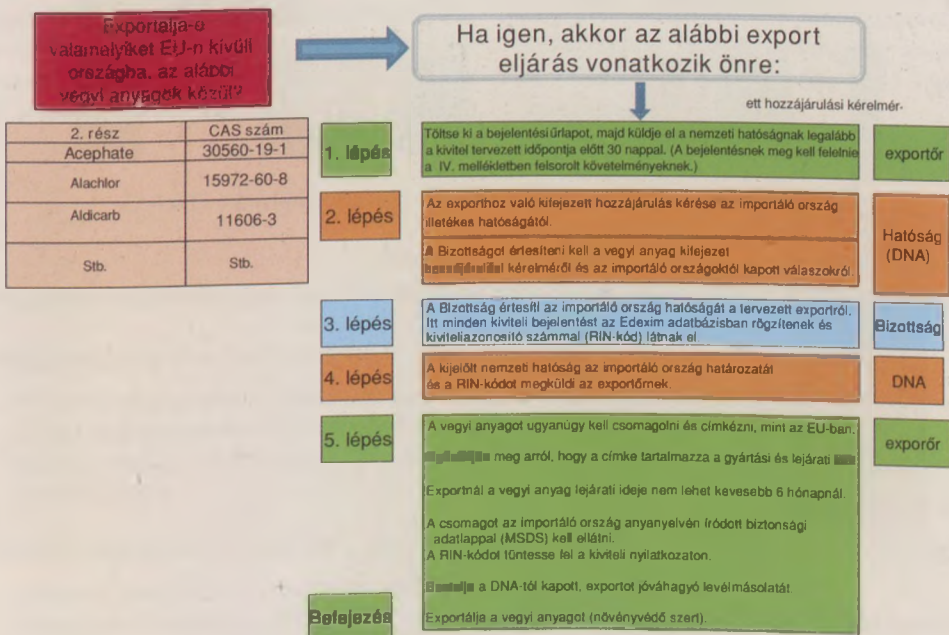 Exportálja-e
valamelyiket EU-n kívüli
országba, az alábbi
vegyi anyagok közül?
Ha igen, akkor az alábbi export
eljárás vonatkozik önre:
ett hozzájárulási kérelmér-
2. rész CAS szám
Acephate 30560-19-1
Alachlor 15972-60-8
Aldicarb 11606-3
Stb. Stb.
1. lépés
Töltse ki a bejelentési űrlapot, majd küldje el a nemzeti hatóságnak legalább
a kivitel tervezett időpontja előtt 30 nappal. (A bejelentésnek meg kell felelnie
a IV. mellékletben felsorolt követelményeknek.)
exportőr
2. lépés
Az exporthoz való kifejezett hozzájárulás kérése az importáló ország
illetékes hatóságától.
A Bizottságot értesíteni kell a vegyi anyag kifejezet
kérelméről és az importáló országoktól kapott válaszokról.
Hatóság
(DNA)
3. lépés
A Bizottság értesíti az importáló ország hatóságát a tervezett exportról.
Itt minden kiviteli bejelentést az Edexim adatbázisban rögzítenek és
kiviteliazonosító számmal (RIN-kód) látnak el
Bizottság
4. lépés
A kijelölt nemzeti hatóság az importáló ország határozatát
és a RIN-kódot megküldi az exportőrnek.
DNA
5. lépés
A vegyi anyagot ugyanúgy kell csomagolni és címkézni, mint az EU-ban.
meg arról, hogy a címke tartalmazza a gyártási és lejárati
Exportnál a vegyi anyag lejárati ideje nem lehet kevesebb 6 hónapnál.
A csomagot az importáló ország anyanyelvén íródott biztonsági
adatlappal (MSDS) kell ellátni.
A RIN-kódot tüntesse fel a kiviteli nyilatkozaton.
a DNA-tól kapott, exportot jóváhagyó levélmásolatát
Exportálja a vegyi anyagot (növényvédő szert).
exporőr
Befejezés